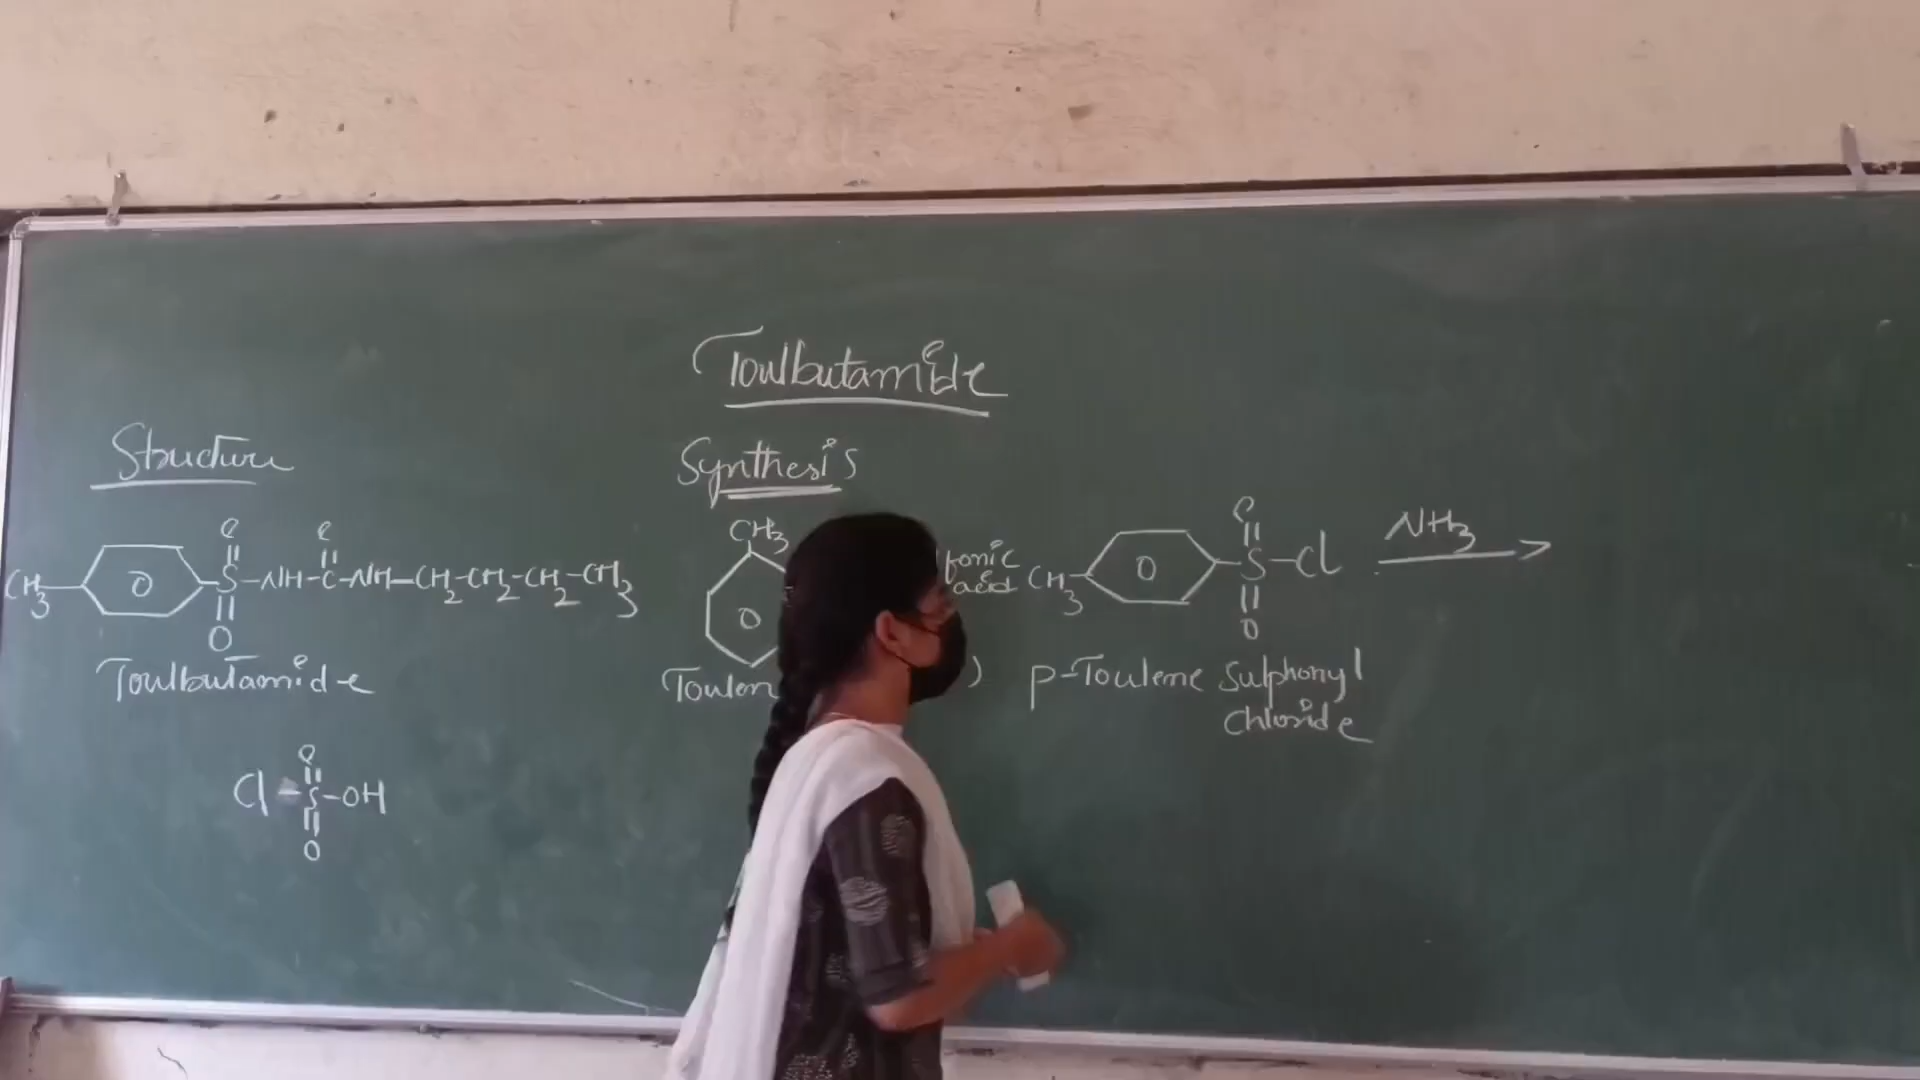 Toulbutamide
Structure
O O
CH3 O S-NH-C-NH-CH2-CH2-CH2-CH3
O
Toulbutamide
O
Cl-S-OH
O
Synthesis
CH3
O
Toulen
fonic
acid
)
O
CH3 O S-Cl
O
NH3
p-Toulene Sulphonyl
Chloride